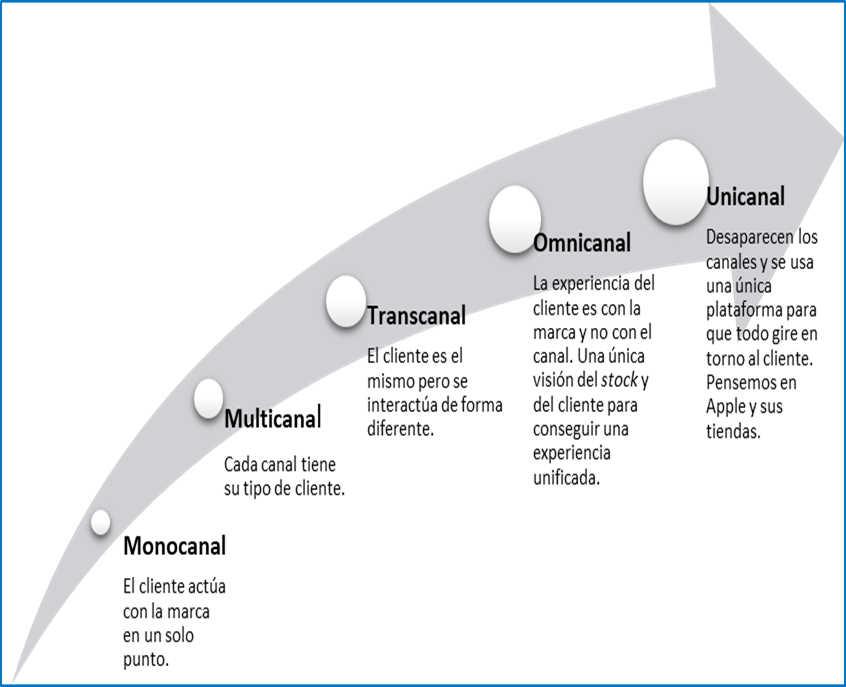 Monocanal
El cliente actúa
con la marca
en un solo
punto.
Multicanal
Cada canal tiene
su tipo de cliente.
Transcanal
El cliente es el
mismo pero se
interactúa de forma
diferente.
Omnicanal
La experiencia del
cliente es con la
marca y no con el
canal. Una única
visión del stock y
del cliente para
conseguir una
experiencia
unificada.
Unicanal
Desaparecen los
canales y se usa
una única
plataforma para
que todo gire en
torno al cliente.
Pensemos en
Apple y sus
tiendas.